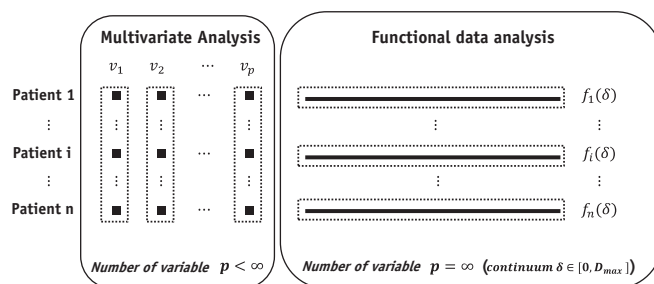 Multivariate Analysis Functional data analysis
v₁ v₂ ... vₚ
Patient 1 ... f₁(δ)
⋮ ⋮ ⋮ ⋮ ⋮ ⋮
Patient i ... fᵢ(δ)
⋮ ⋮ ⋮ ⋮ ⋮ ⋮
Patient n ... fₙ(δ)
Number of variable p < ∞ Number of variable p = ∞ (continuum δ ∈ [0, D_max])